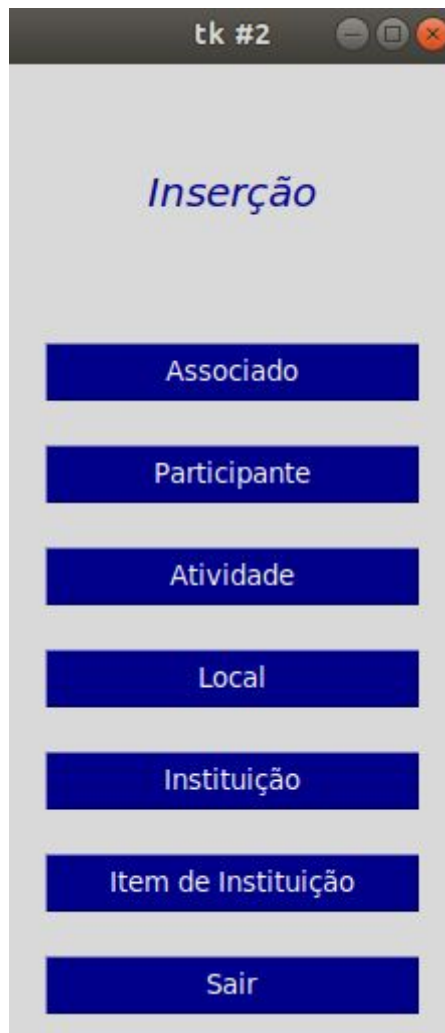 tk #2
Inserção
Associado
Participante
Atividade
Local
Instituição
Item de Instituição
Sair